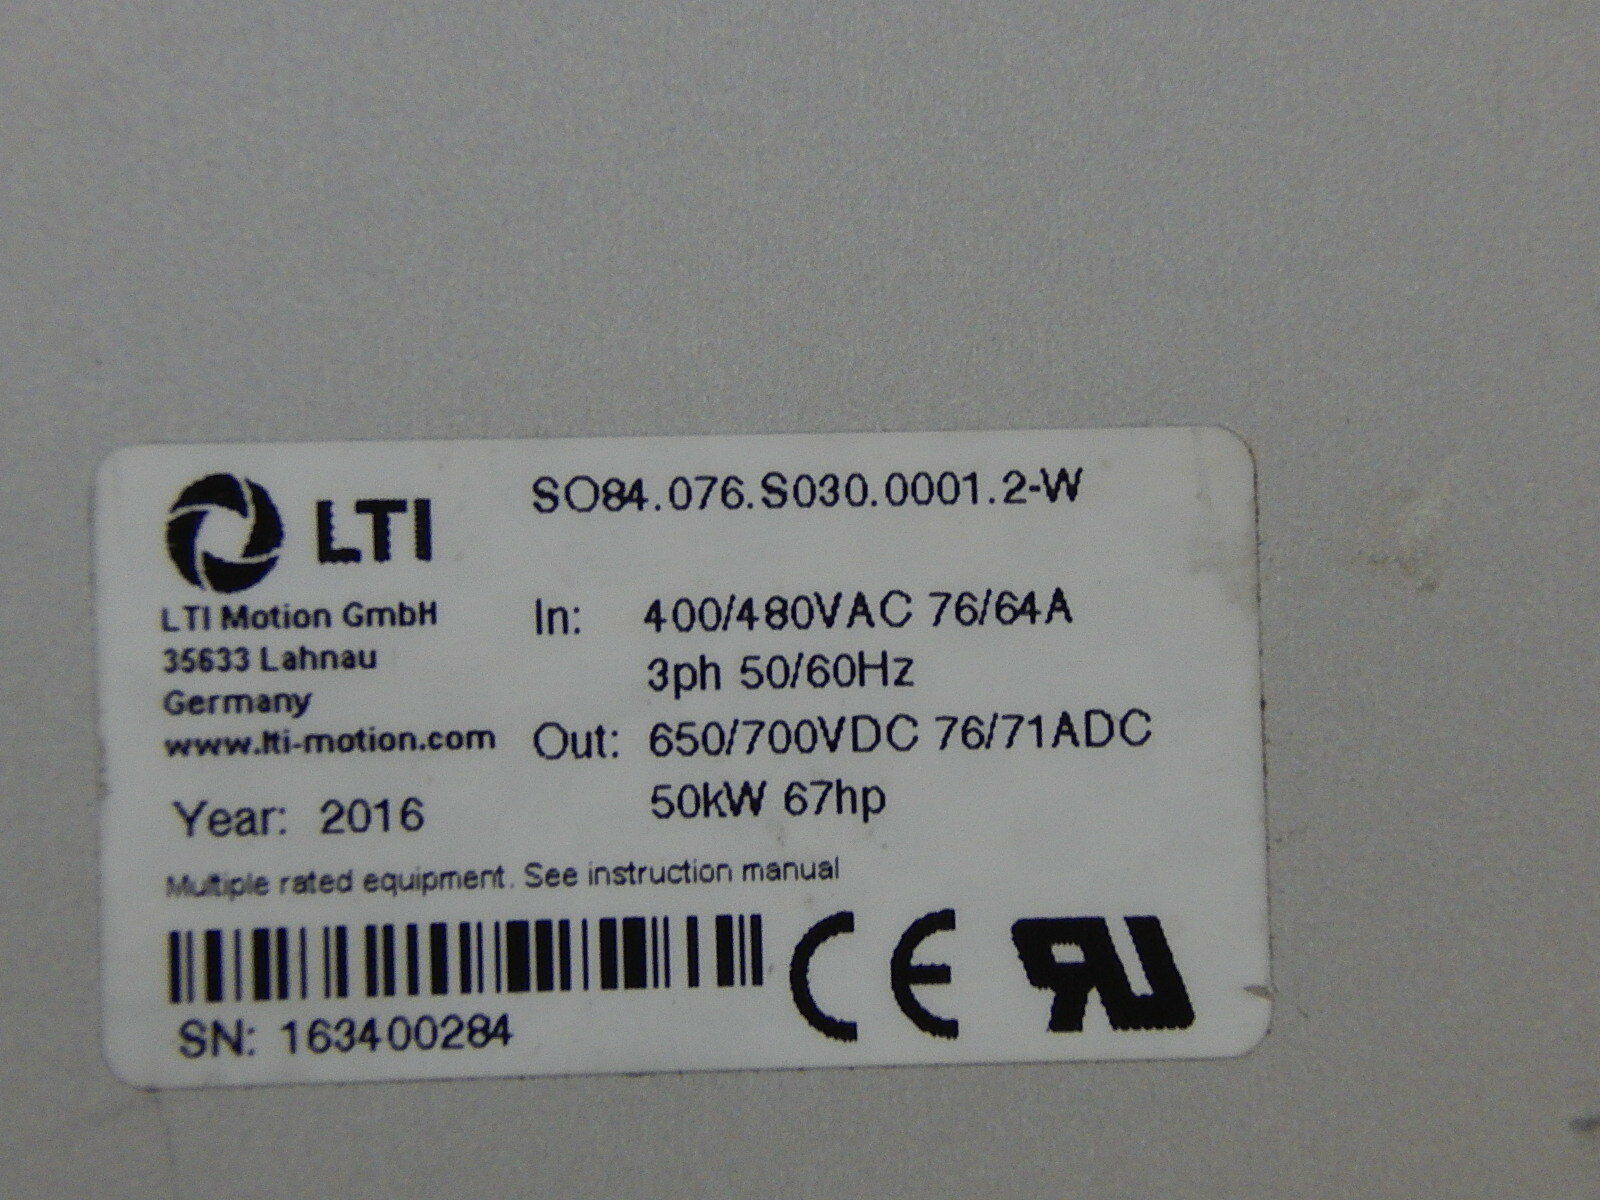 LTI
SO84.076.S030.0001.2-W
LTI Motion GmbH
35633 Lahnau
Germany
www.lti-motion.com
In: 400/480VAC 76/64A
3ph 50/60Hz
Out: 650/700VDC 76/71ADC
50kW 67hp
Year: 2016
Multiple rated equipment. See instruction manual
SN: 163400284
CE
RU